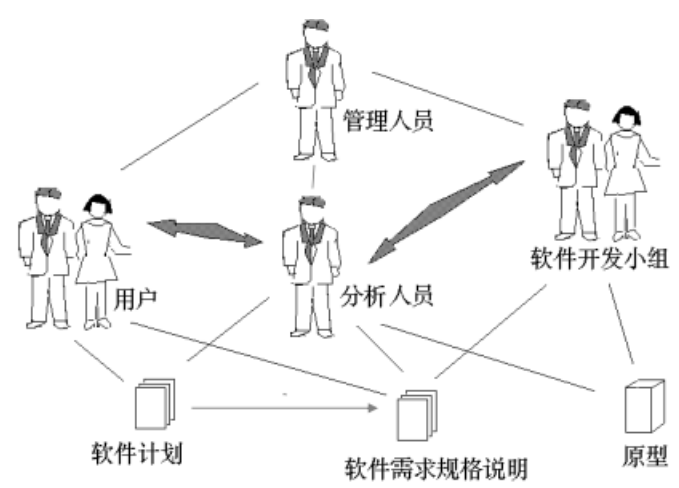 管理人员
软件开发小组
用户
分析人员
软件计划
软件需求规格说明
原型